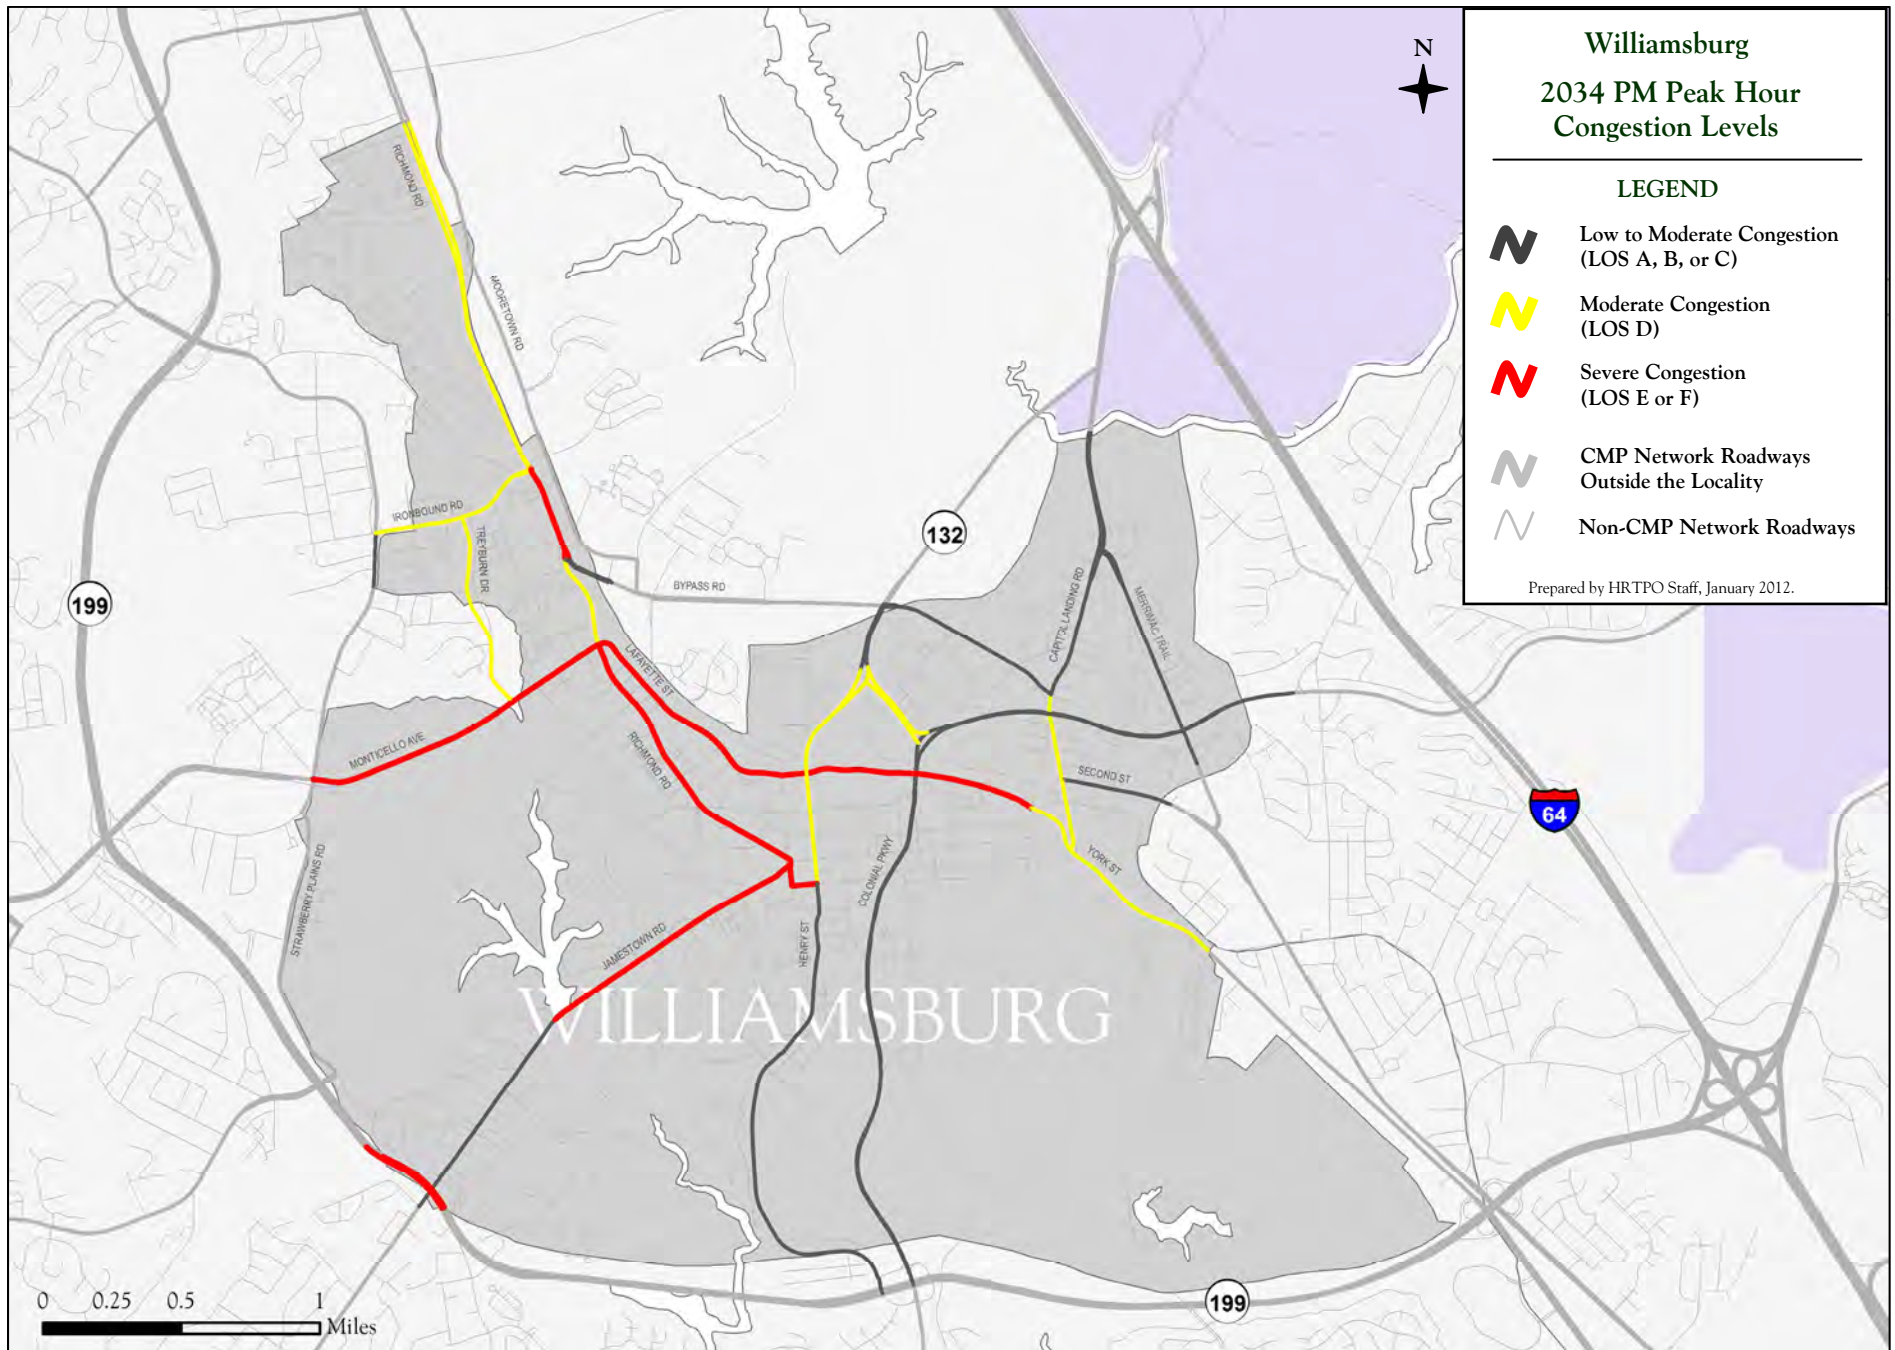 Williamsburg
2034 PM Peak Hour
Congestion Levels
LEGEND
Low to Moderate Congestion
(LOS A, B, or C)
Moderate Congestion
(LOS D)
Severe Congestion
(LOS E or F)
CMP Network Roadways
Outside the Locality
Non-CMP Network Roadways
Prepared by HRTPO Staff, January 2012.
N
RICHMOND RD
MOORETOWN RD
IRONBOUND RD
TREYBURN DR
132
BYPASS RD
199
CAPITOL LANDING RD
MERRIMAC TRAIL
LAFAYETTE ST
MONTICELLO AVE
RICHMOND RD
SECOND ST
64
STRAWBERRY PLAINS RD
COLONIAL PKWY
YORK ST
JAMESTOWN RD
HENRY ST
WILLIAMSBURG
199
0 0.25 0.5 1
Miles